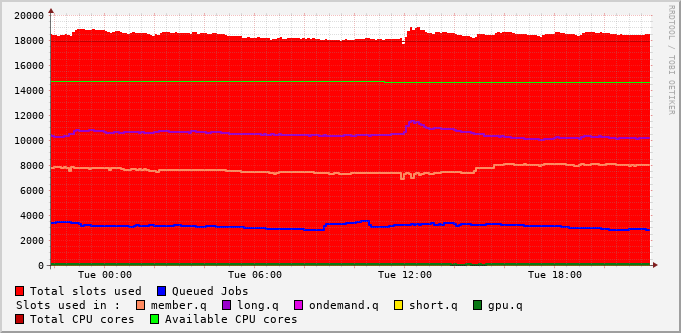 RRDTOOL / TOBI OETIKER
20000
18000
16000
14000
12000
10000
8000
6000
4000
2000
0
Tue 00:00 Tue 06:00 Tue 12:00 Tue 18:00
Total slots used Queued Jobs
Slots used in : member.q long.q ondemand.q short.q gpu.q
Total CPU cores Available CPU cores